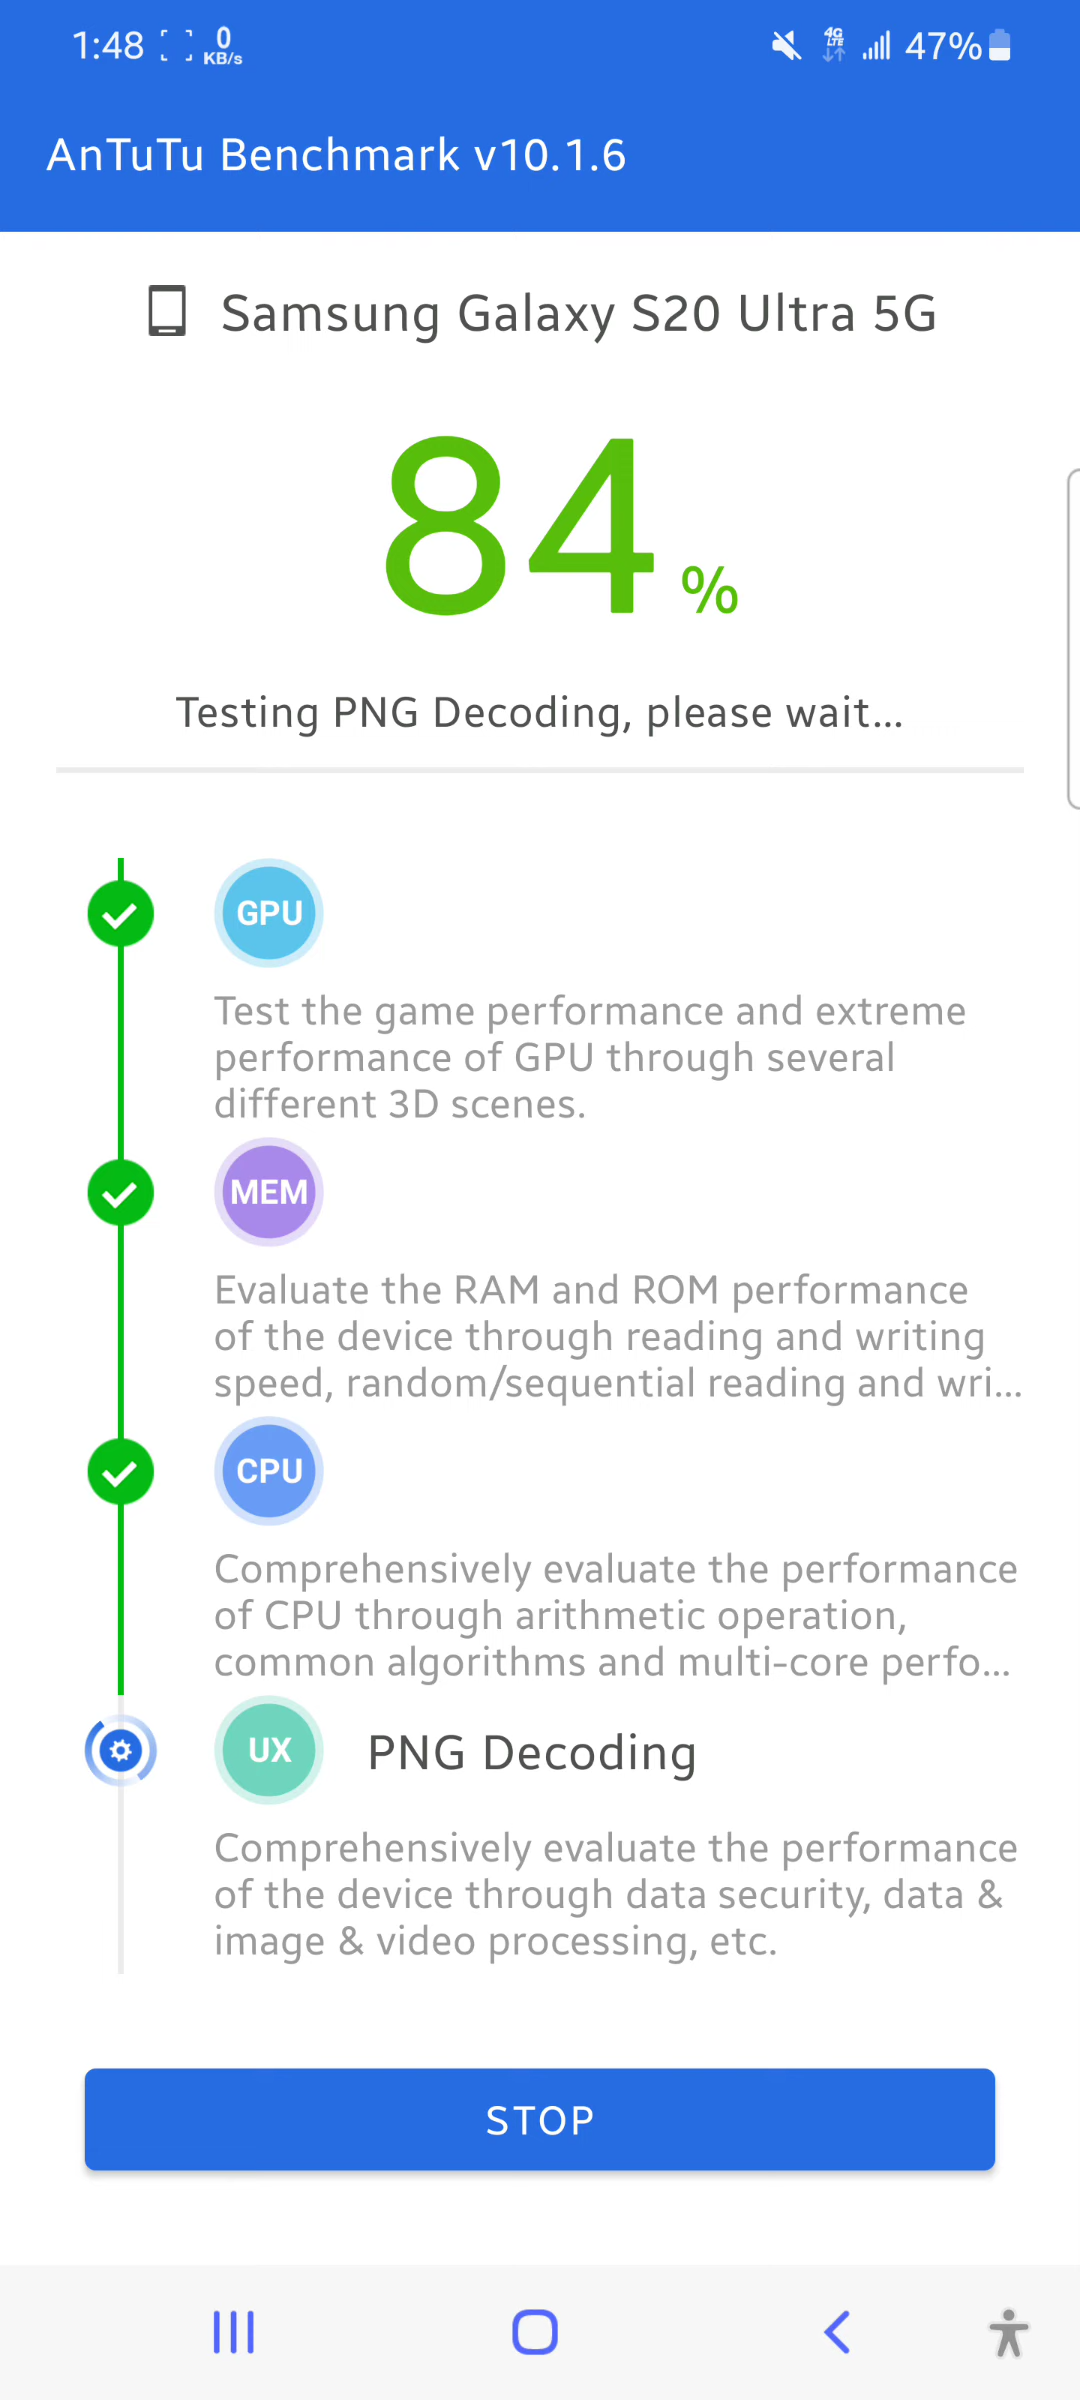 1:48 0 KB/s 4G LTE 47%
AnTuTu Benchmark v10.1.6
Samsung Galaxy S20 Ultra 5G
84 %
Testing PNG Decoding, please wait...
GPU
Test the game performance and extreme
performance of GPU through several
different 3D scenes.
MEM
Evaluate the RAM and ROM performance
of the device through reading and writing
speed, random/sequential reading and wri...
CPU
Comprehensively evaluate the performance
of CPU through arithmetic operation,
common algorithms and multi-core perfo...
UX PNG Decoding
Comprehensively evaluate the performance
of the device through data security, data &
image & video processing, etc.
STOP